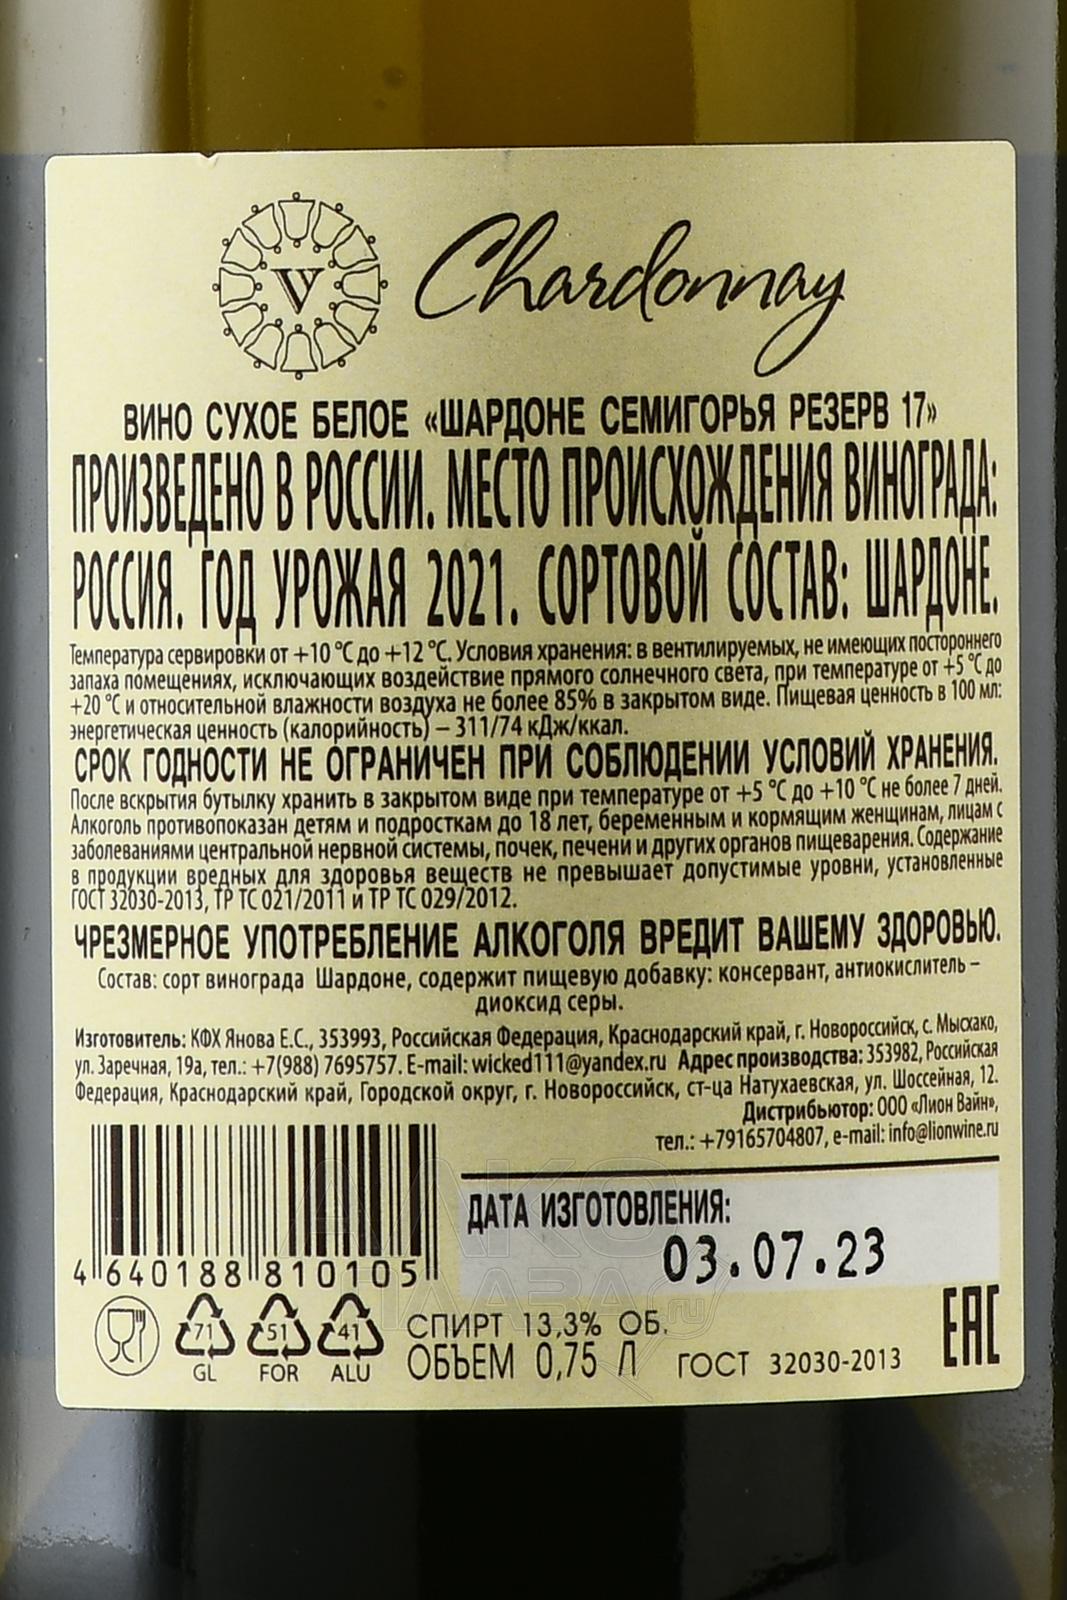 V Chardonnay
ВИНО СУХОЕ БЕЛОЕ «ШАРДОНЕ СЕМИГОРЬЯ РЕЗЕРВ 17»
ПРОИЗВЕДЕНО В РОССИИ. МЕСТО ПРОИСХОЖДЕНИЯ ВИНОГРАДА:
РОССИЯ. ГОД УРОЖАЯ 2021. СОРТОВОЙ СОСТАВ: ШАРДОНЕ.
Температура сервировки от +10 °С до +12 °С. Условия хранения: в вентилируемых, не имеющих постороннего
запаха помещениях, исключающих воздействие прямого солнечного света, при температуре от +5 °С до
+20 °С и относительной влажности воздуха не более 85% в закрытом виде. Пищевая ценность в 100 мл:
энергетическая ценность (калорийность) – 311/74 кДж/ккал.
СРОК ГОДНОСТИ НЕ ОГРАНИЧЕН ПРИ СОБЛЮДЕНИИ УСЛОВИЙ ХРАНЕНИЯ.
После вскрытия бутылку хранить в закрытом виде при температуре от +5 °С до +10 °С не более 7 дней.
Алкоголь противопоказан детям и подросткам до 18 лет, беременным и кормящим женщинам, лицам с
заболеваниями центральной нервной системы, почек, печени и других органов пищеварения. Содержание
в продукции вредных для здоровья веществ не превышает допустимые уровни, установленные
ГОСТ 32030-2013, ТР ТС 021/2011 и ТР ТС 029/2012.
ЧРЕЗМЕРНОЕ УПОТРЕБЛЕНИЕ АЛКОГОЛЯ ВРЕДИТ ВАШЕМУ ЗДОРОВЬЮ.
Состав: сорт винограда Шардоне, содержит пищевую добавку: консервант, антиокислитель –
диоксид серы.
Изготовитель: КФХ Янова Е.С., 353993, Российская Федерация, Краснодарский край, г. Новороссийск, с. Мысхако,
ул. Заречная, 19а, тел.: +7(988) 7695757. E-mail: wicked111@yandex.ru Адрес производства: 353982, Российская
Федерация, Краснодарский край, Городской округ, г. Новороссийск, ст-ца Натухаевская, ул. Шоссейная, 12.
Дистрибьютор: ООО «Лион Вайн»,
тел.: +79165704807, e-mail: info@lionwine.ru
ДАТА ИЗГОТОВЛЕНИЯ:
03.07.23
4 640188 810105
АЛКО
ПЛАВА.ru
71 51 41
GL FOR ALU
СПИРТ 13,3% ОБ.
ОБЪЕМ 0,75 Л ГОСТ 32030-2013
ЕАС